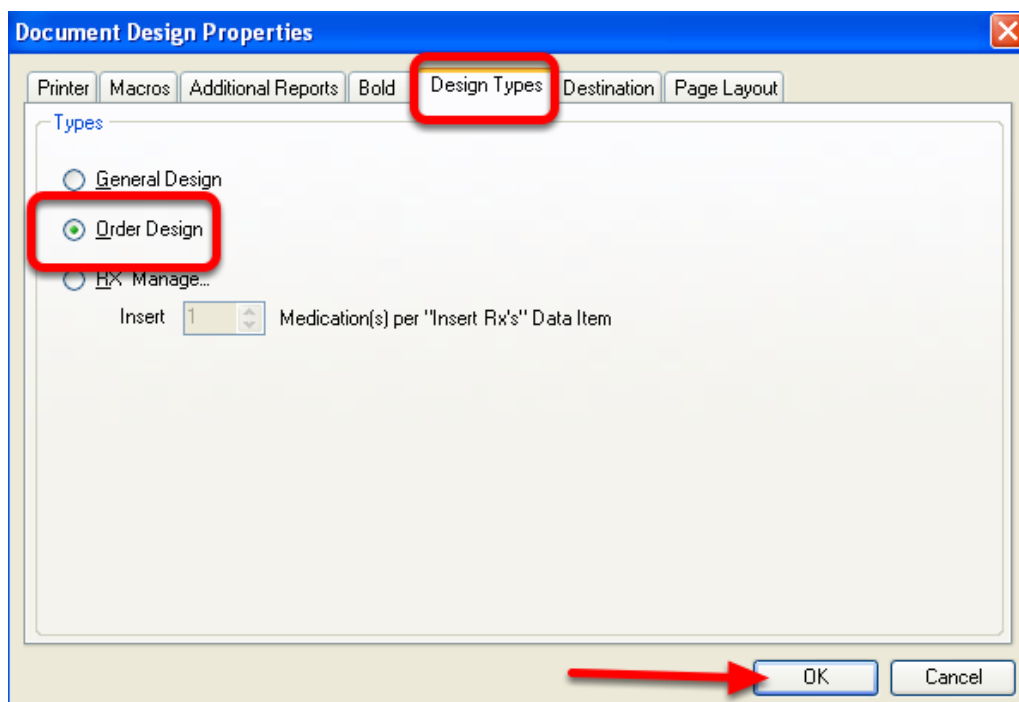 Document Design Properties
Printer Macros Additional Reports Bold Design Types Destination Page Layout
Types
General Design
Order Design
RX Manage...
Insert 1 Medication(s) per "Insert Rx's" Data Item
OK Cancel